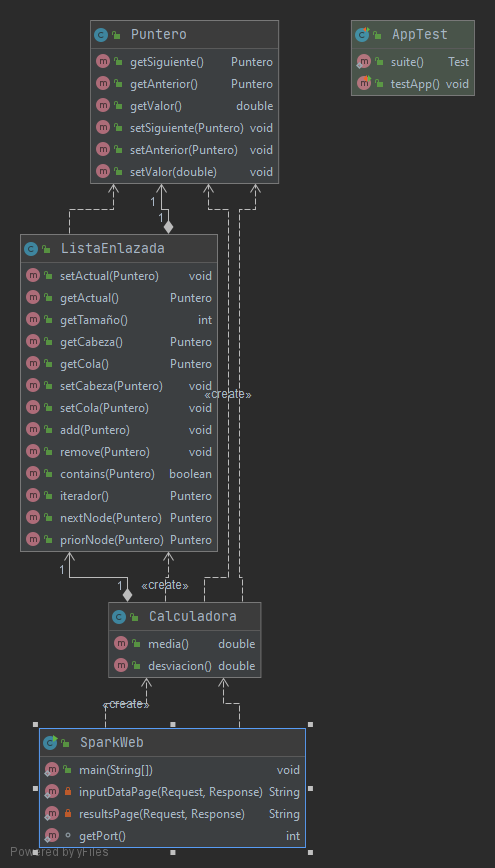 Puntero
getSiguiente() Puntero
getAnterior() Puntero
getValor() double
setSiguiente(Puntero) void
setAnterior(Puntero) void
setValor(double) void
AppTest
suite() Test
testApp() void
1
1
ListaEnlazada
setActual(Puntero) void
getActual() Puntero
getTamaño() int
getCabeza() Puntero
getCola() Puntero
setCabeza(Puntero) void
setCola(Puntero) void
add(Puntero) void
remove(Puntero) void
contains(Puntero) boolean
iterador() Puntero
nextNode(Puntero) Puntero
priorNode(Puntero) Puntero
«create»
1
1
«create»
Calculadora
media() double
desviacion() double
«create»
SparkWeb
main(String[]) void
inputDataPage(Request, Response) String
resultsPage(Request, Response) String
getPort() int
Powered by yFiles